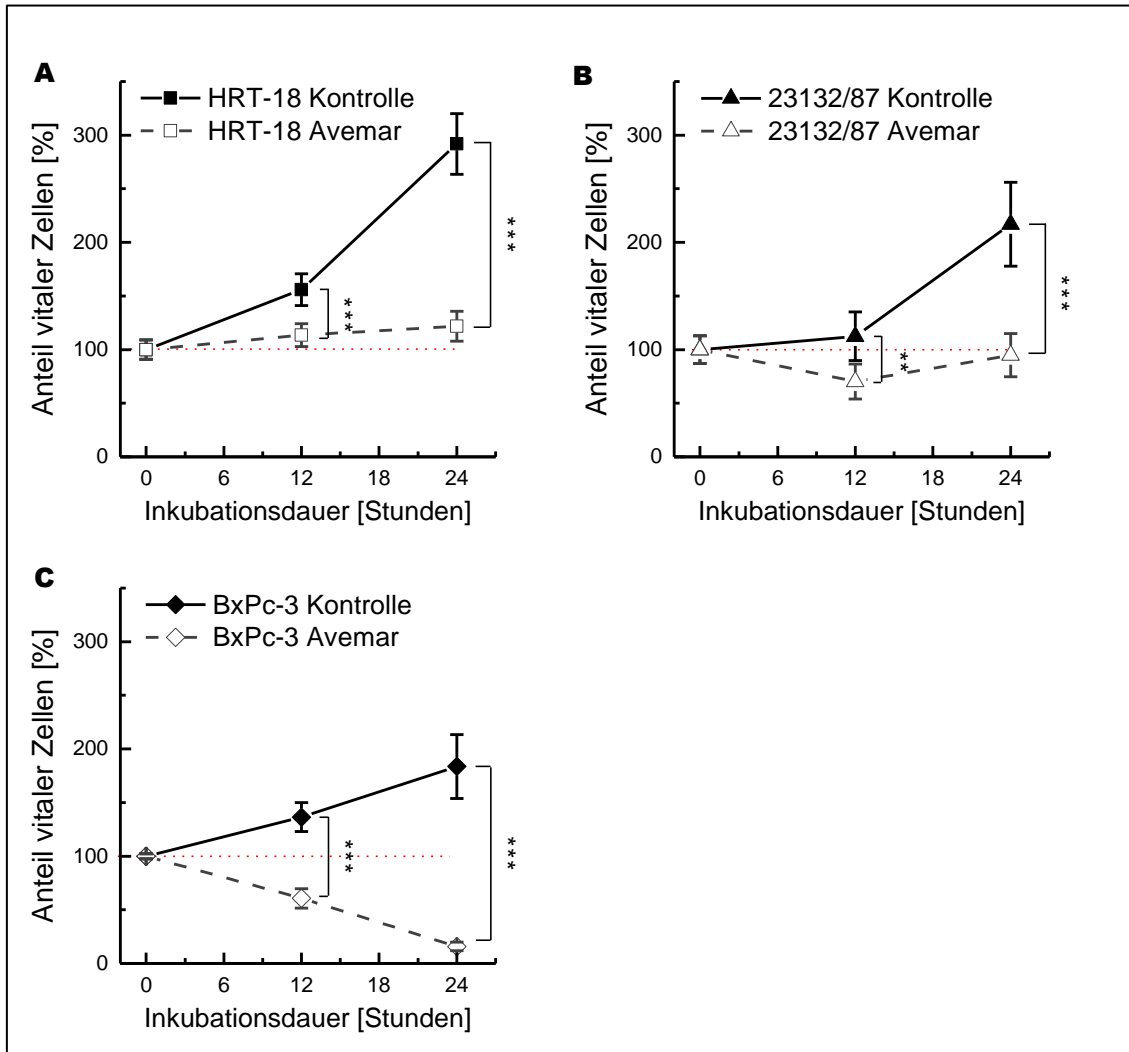 A
HRT-18 Kontrolle
HRT-18 Avemar
Anteil vitaler Zellen [%]
300
200
100
0
***
***
0 6 12 18 24
Inkubationsdauer [Stunden]
B
23132/87 Kontrolle
23132/87 Avemar
Anteil vitaler Zellen [%]
300
200
100
0
**
***
0 6 12 18 24
Inkubationsdauer [Stunden]
C
BxPc-3 Kontrolle
BxPc-3 Avemar
Anteil vitaler Zellen [%]
300
200
100
0
***
***
0 6 12 18 24
Inkubationsdauer [Stunden]